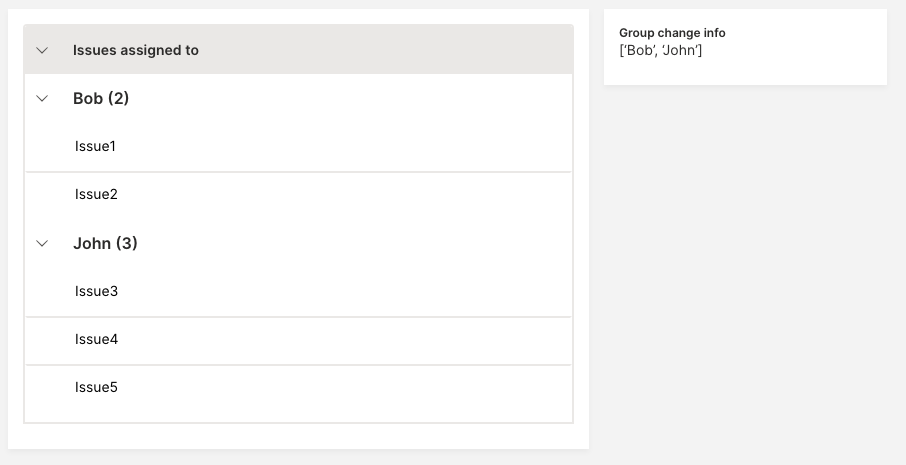 Issues assigned to
Bob (2)
Issue1
Issue2
John (3)
Issue3
Issue4
Issue5
Group change info
[‘Bob’, ‘John’]